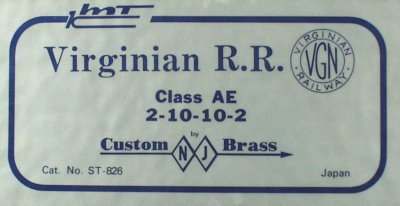 KMT
Virginian R.R.
VIRGINIAN
VGN
RAILWAY
Class AE
2-10-10-2
by
Custom NJ Brass
Cat. No. ST-826
Japan